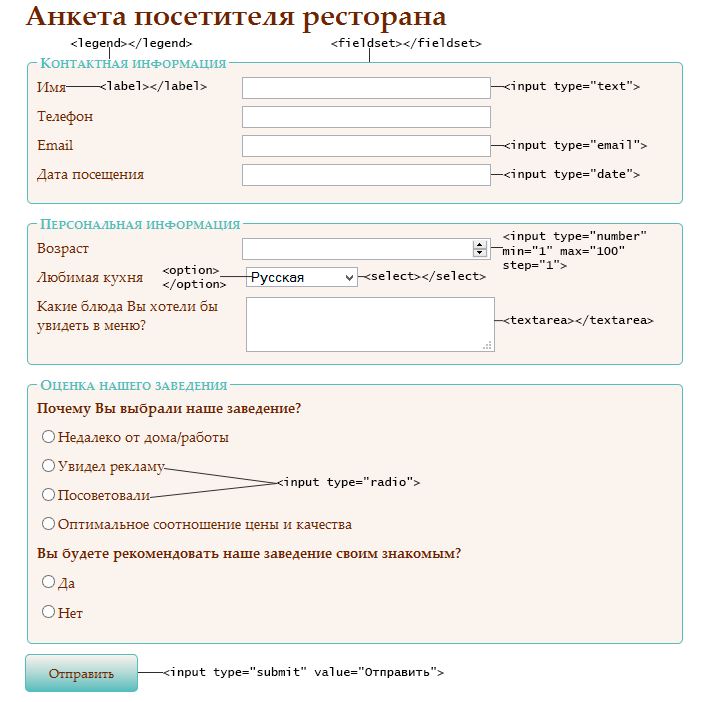 Анкета посетителя ресторана
<legend></legend> <fieldset></fieldset>
Контактная информация
Имя <label></label> <input type="text">
Телефон
Email <input type="email">
Дата посещения <input type="date">
Персональная информация
Возраст <input type="number"
min="1" max="100"
step="1">
Любимая кухня <option>
</option> Русская <select></select>
Какие блюда Вы хотели бы
увидеть в меню? <textarea></textarea>
Оценка нашего заведения
Почему Вы выбрали наше заведение?
Недалеко от дома/работы
Увидел рекламу
<input type="radio">
Посоветовали
Оптимальное соотношение цены и качества
Вы будете рекомендовать наше заведение своим знакомым?
Да
Нет
Отправить <input type="submit" value="Отправить">